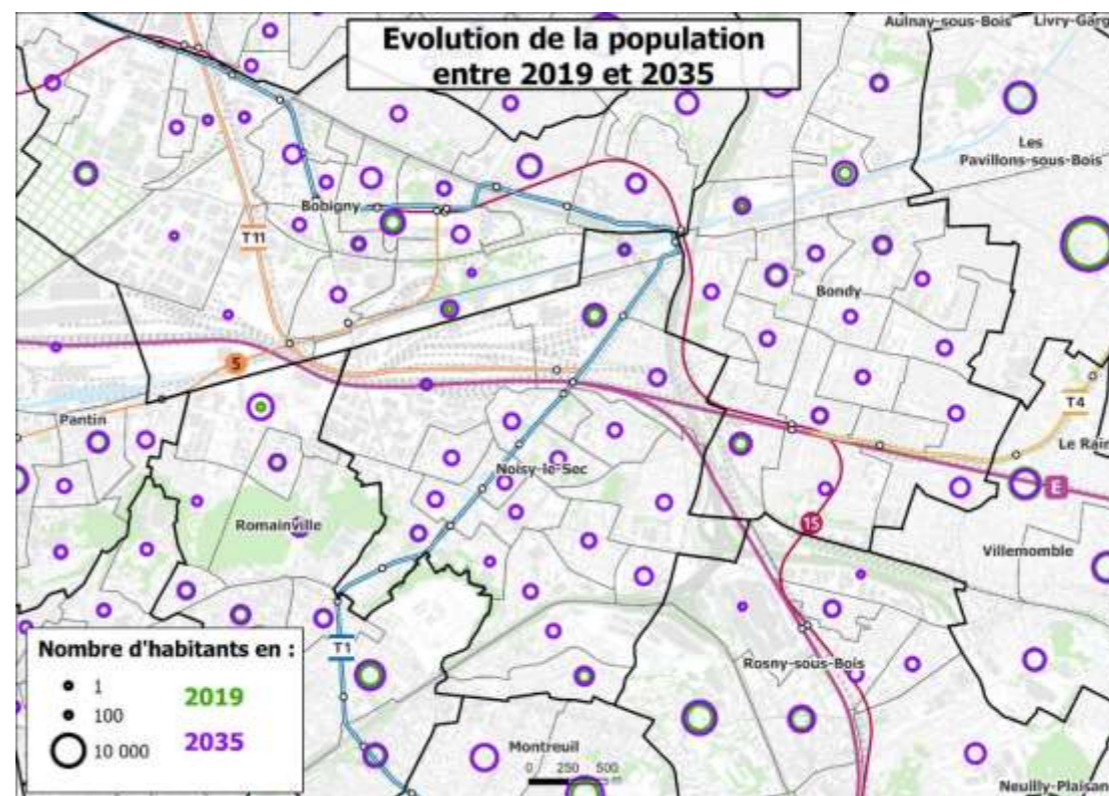 Evolution de la population
entre 2019 et 2035
Aulnay-sous-Bois
Livry-Garg
Les
Pavillons-sous-Bois
Bobigny
T11
Bondy
5
T4
Pantin
Le Rain
Noisy-le-Sec
E
Romainville
15
Villemomble
T1
Rosny-sous-Bois
Nombre d'habitants en :
1
100
10 000
2019
2035
Montreuil
0 250 500
m
Neuilly-Plaisan